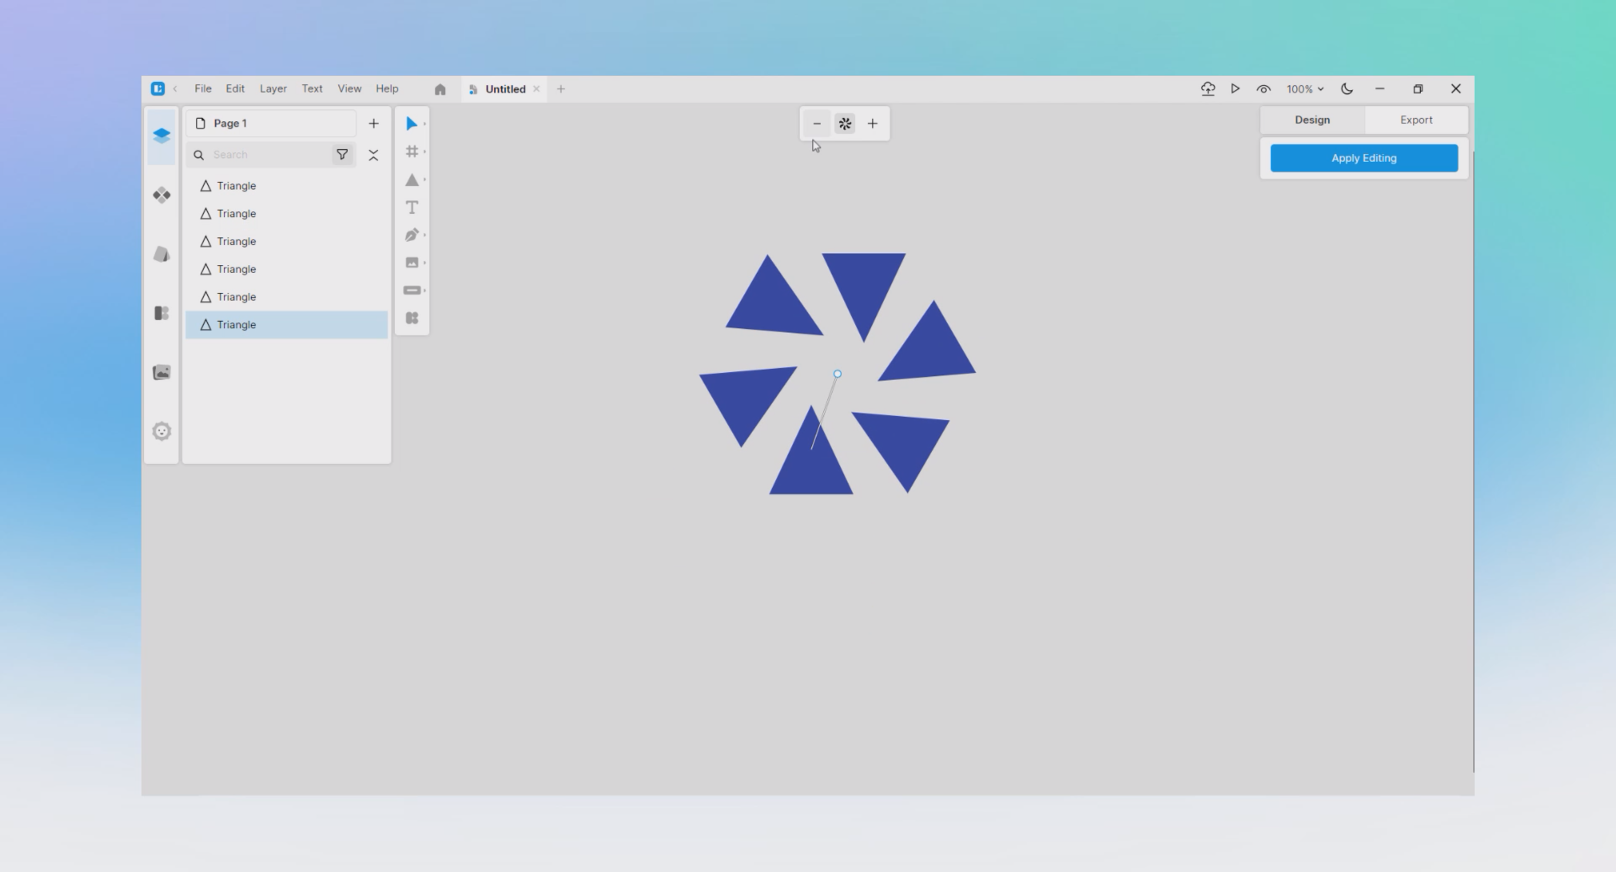 File Edit Layer Text View Help Untitled 100%
Page 1
Design Export
Search
Apply Editing
Triangle
Triangle
Triangle
Triangle
Triangle
Triangle